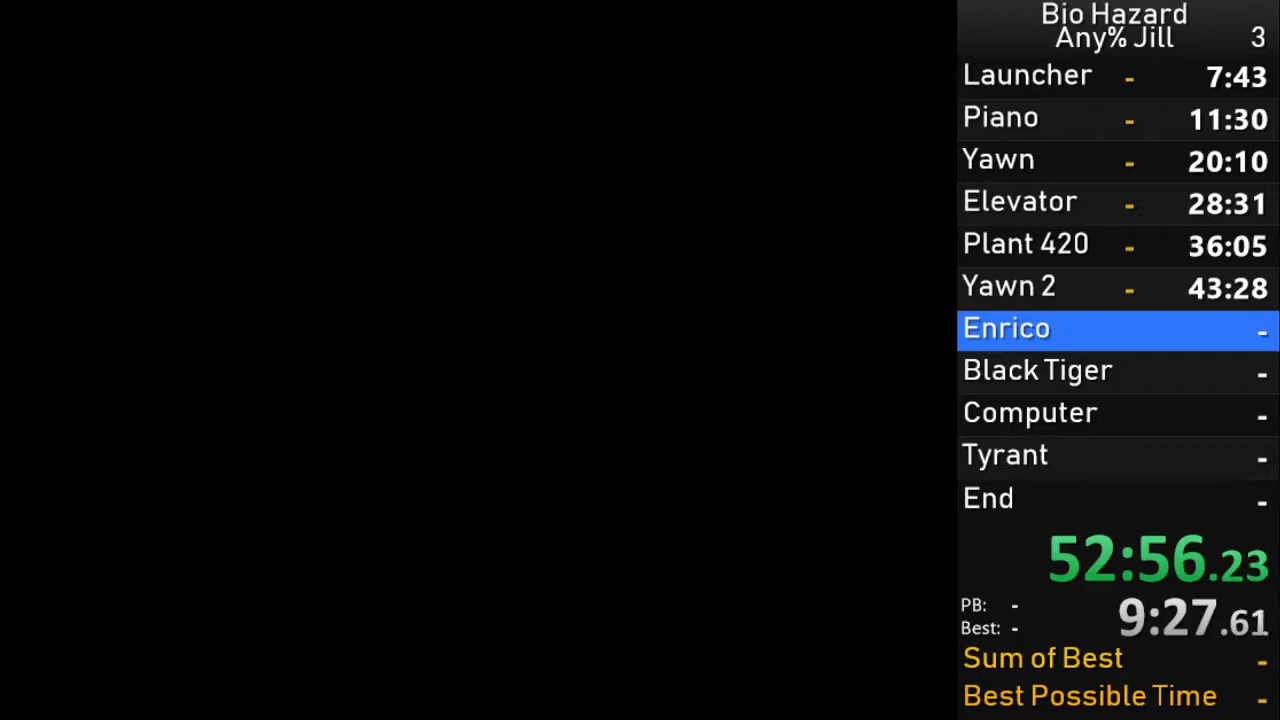 Bio Hazard
Any% Jill 3
Launcher - 7:43
Piano - 11:30
Yawn - 20:10
Elevator - 28:31
Plant 420 - 36:05
Yawn 2 - 43:28
Enrico -
Black Tiger -
Computer -
Tyrant -
End -
52:56.23
PB: - 9:27.61
Best: -
Sum of Best -
Best Possible Time -